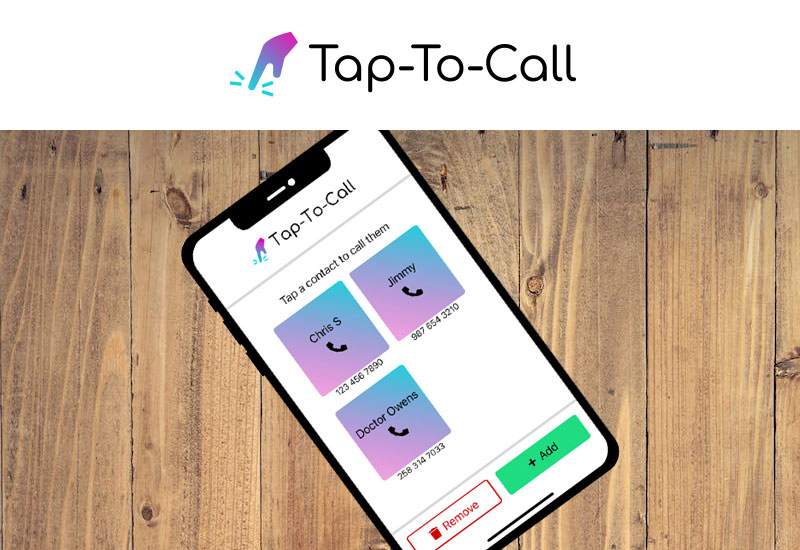 Tap-To-Call
Tap-To-Call
Tap a contact to call them
Chris S
123 456 7890
Jimmy
987 654 3210
Doctor Owens
258 314 7033
Remove
+ Add